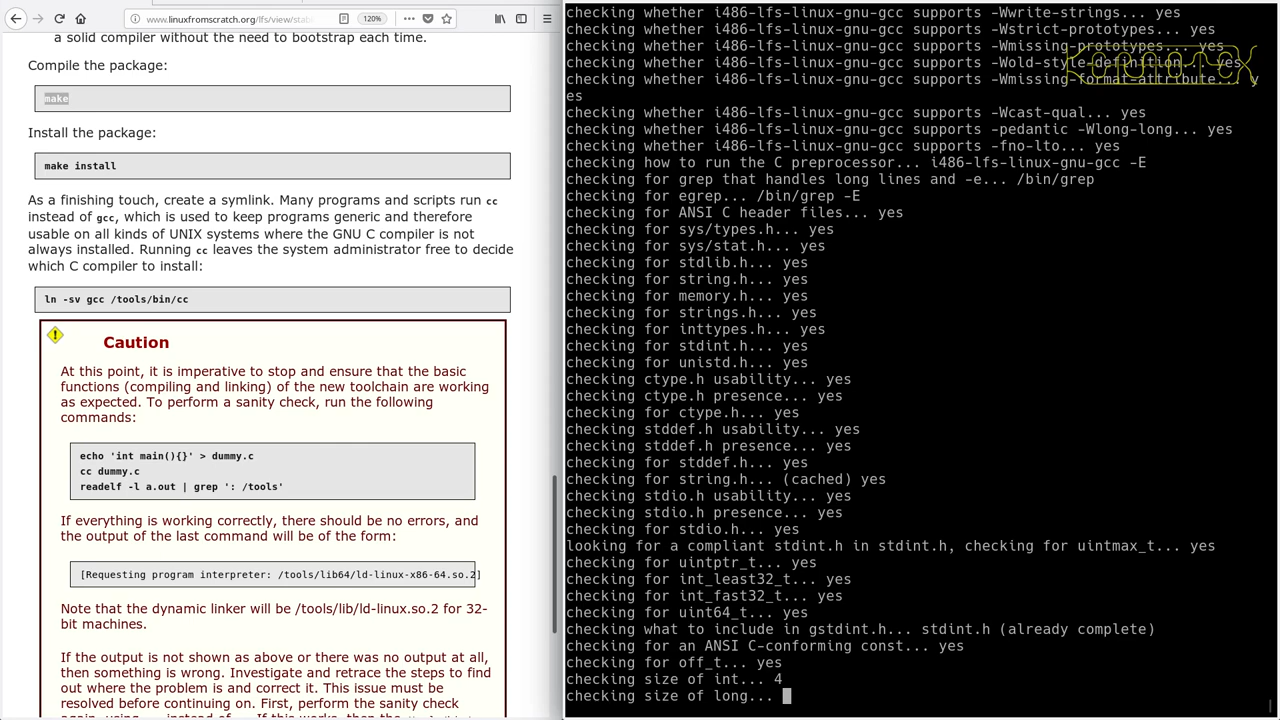 www.linuxfromscratch.org/lfs/view/stab
120%
a solid compiler without the need to bootstrap each time.
Compile the package:
make
Install the package:
make install
As a finishing touch, create a symlink. Many programs and scripts run cc
instead of gcc, which is used to keep programs generic and therefore
usable on all kinds of UNIX systems where the GNU C compiler is not
always installed. Running cc leaves the system administrator free to decide
which C compiler to install:
ln -sv gcc /tools/bin/cc
Caution
At this point, it is imperative to stop and ensure that the basic
functions (compiling and linking) of the new toolchain are working
as expected. To perform a sanity check, run the following
commands:
echo 'int main(){}' > dummy.c
cc dummy.c
readelf -l a.out | grep ': /tools'
If everything is working correctly, there should be no errors, and
the output of the last command will be of the form:
[Requesting program interpreter: /tools/lib64/ld-linux-x86-64.so.2]
Note that the dynamic linker will be /tools/lib/ld-linux.so.2 for 32-
bit machines.
If the output is not shown as above or there was no output at all,
then something is wrong. Investigate and retrace the steps to find
out where the problem is and correct it. This issue must be
resolved before continuing on. First, perform the sanity check
checking whether i486-lfs-linux-gnu-gcc supports -Wwrite-strings... yes
checking whether i486-lfs-linux-gnu-gcc supports -Wstrict-prototypes... yes
checking whether i486-lfs-linux-gnu-gcc supports -Wmissing-prototypes... yes
checking whether i486-lfs-linux-gnu-gcc supports -Wold-style-definition... yes
checking whether i486-lfs-linux-gnu-gcc supports -Wmissing-format-attribute... y
es
checking whether i486-lfs-linux-gnu-gcc supports -Wcast-qual... yes
checking whether i486-lfs-linux-gnu-gcc supports -pedantic -Wlong-long... yes
checking whether i486-lfs-linux-gnu-gcc supports -fno-lto... yes
checking how to run the C preprocessor... i486-lfs-linux-gnu-gcc -E
checking for grep that handles long lines and -e... /bin/grep
checking for egrep... /bin/grep -E
checking for ANSI C header files... yes
checking for sys/types.h... yes
checking for sys/stat.h... yes
checking for stdlib.h... yes
checking for string.h... yes
checking for memory.h... yes
checking for strings.h... yes
checking for inttypes.h... yes
checking for stdint.h... yes
checking for unistd.h... yes
checking ctype.h usability... yes
checking ctype.h presence... yes
checking for ctype.h... yes
checking stddef.h usability... yes
checking stddef.h presence... yes
checking for stddef.h... yes
checking for string.h... (cached) yes
checking stdio.h usability... yes
checking stdio.h presence... yes
checking for stdio.h... yes
looking for a compliant stdint.h in stdint.h, checking for uintmax_t... yes
checking for uintptr_t... yes
checking for int_least32_t... yes
checking for int_fast32_t... yes
checking for uint64_t... yes
checking what to include in gstdint.h... stdint.h (already complete)
checking for an ANSI C-conforming const... yes
checking for off_t... yes
checking size of int... 4
checking size of long...